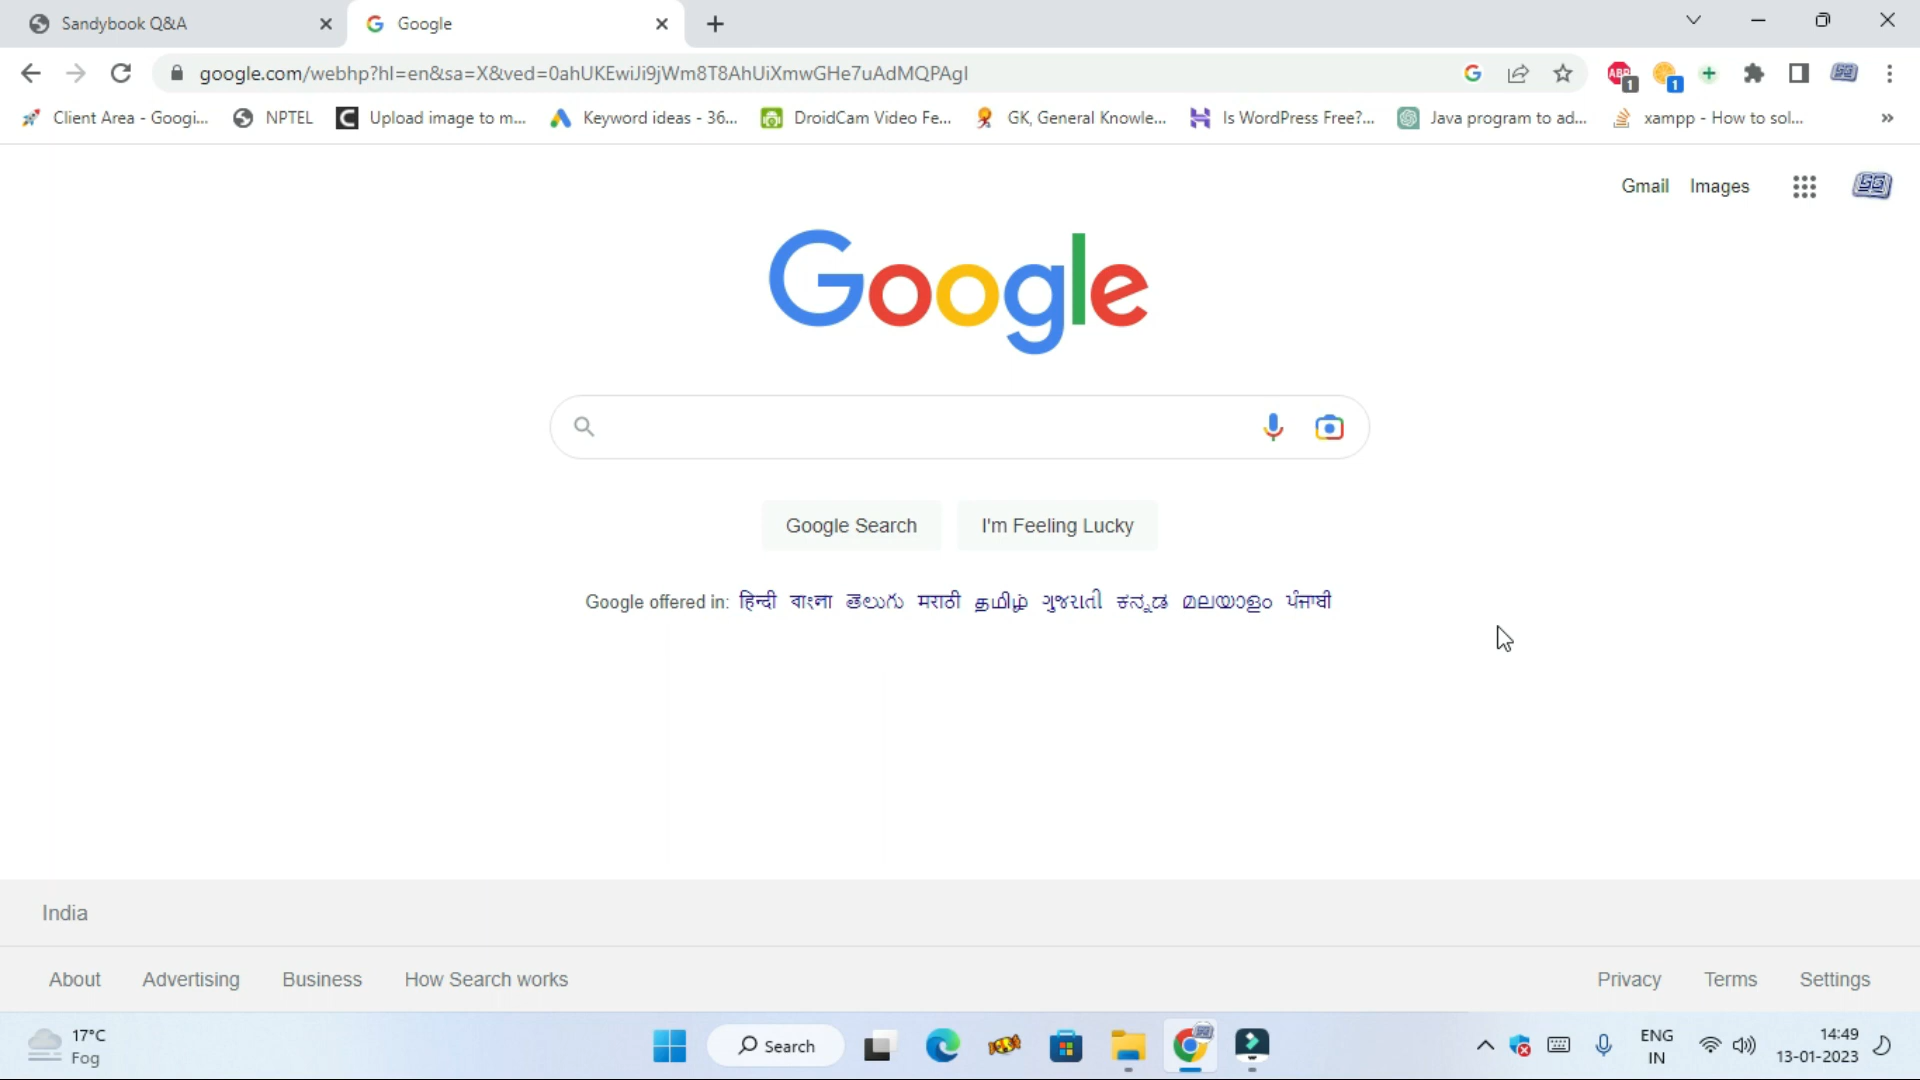 Sandybook Q&A
Google
google.com/webhp?hl=en&sa=X&ved=0ahUKEwiJi9jWm8T8AhUiXmwGHe7uAdMQPAgI
ABP 1 1
Client Area - Googi... NPTEL Upload image to m... Keyword ideas - 36... DroidCam Video Fe... GK, General Knowle... Is WordPress Free?... Java program to ad... xampp - How to sol... »
Gmail Images
Google
Google Search I'm Feeling Lucky
Google offered in: हिन्दी বাংলা తెలుగు मराठी தமிழ் ગુજરાતી ಕನ್ನಡ മലയാളം ਪੰਜਾਬੀ
India
About Advertising Business How Search works Privacy Terms Settings
17°C
Fog
Search
ENG
IN
14:49
13-01-2023